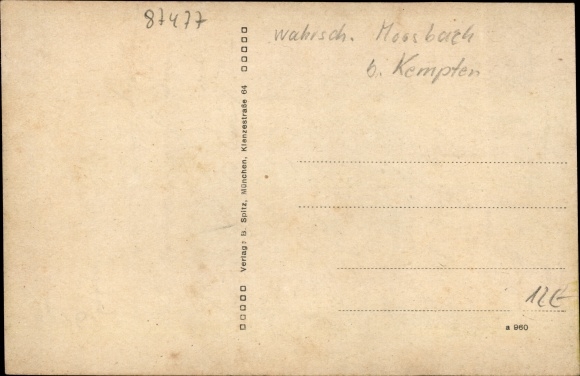 87477
wahrsch. Moosbach
b. Kempten
Verlag: B. Spitz, München, Klenzestraße 64
12€
a 960